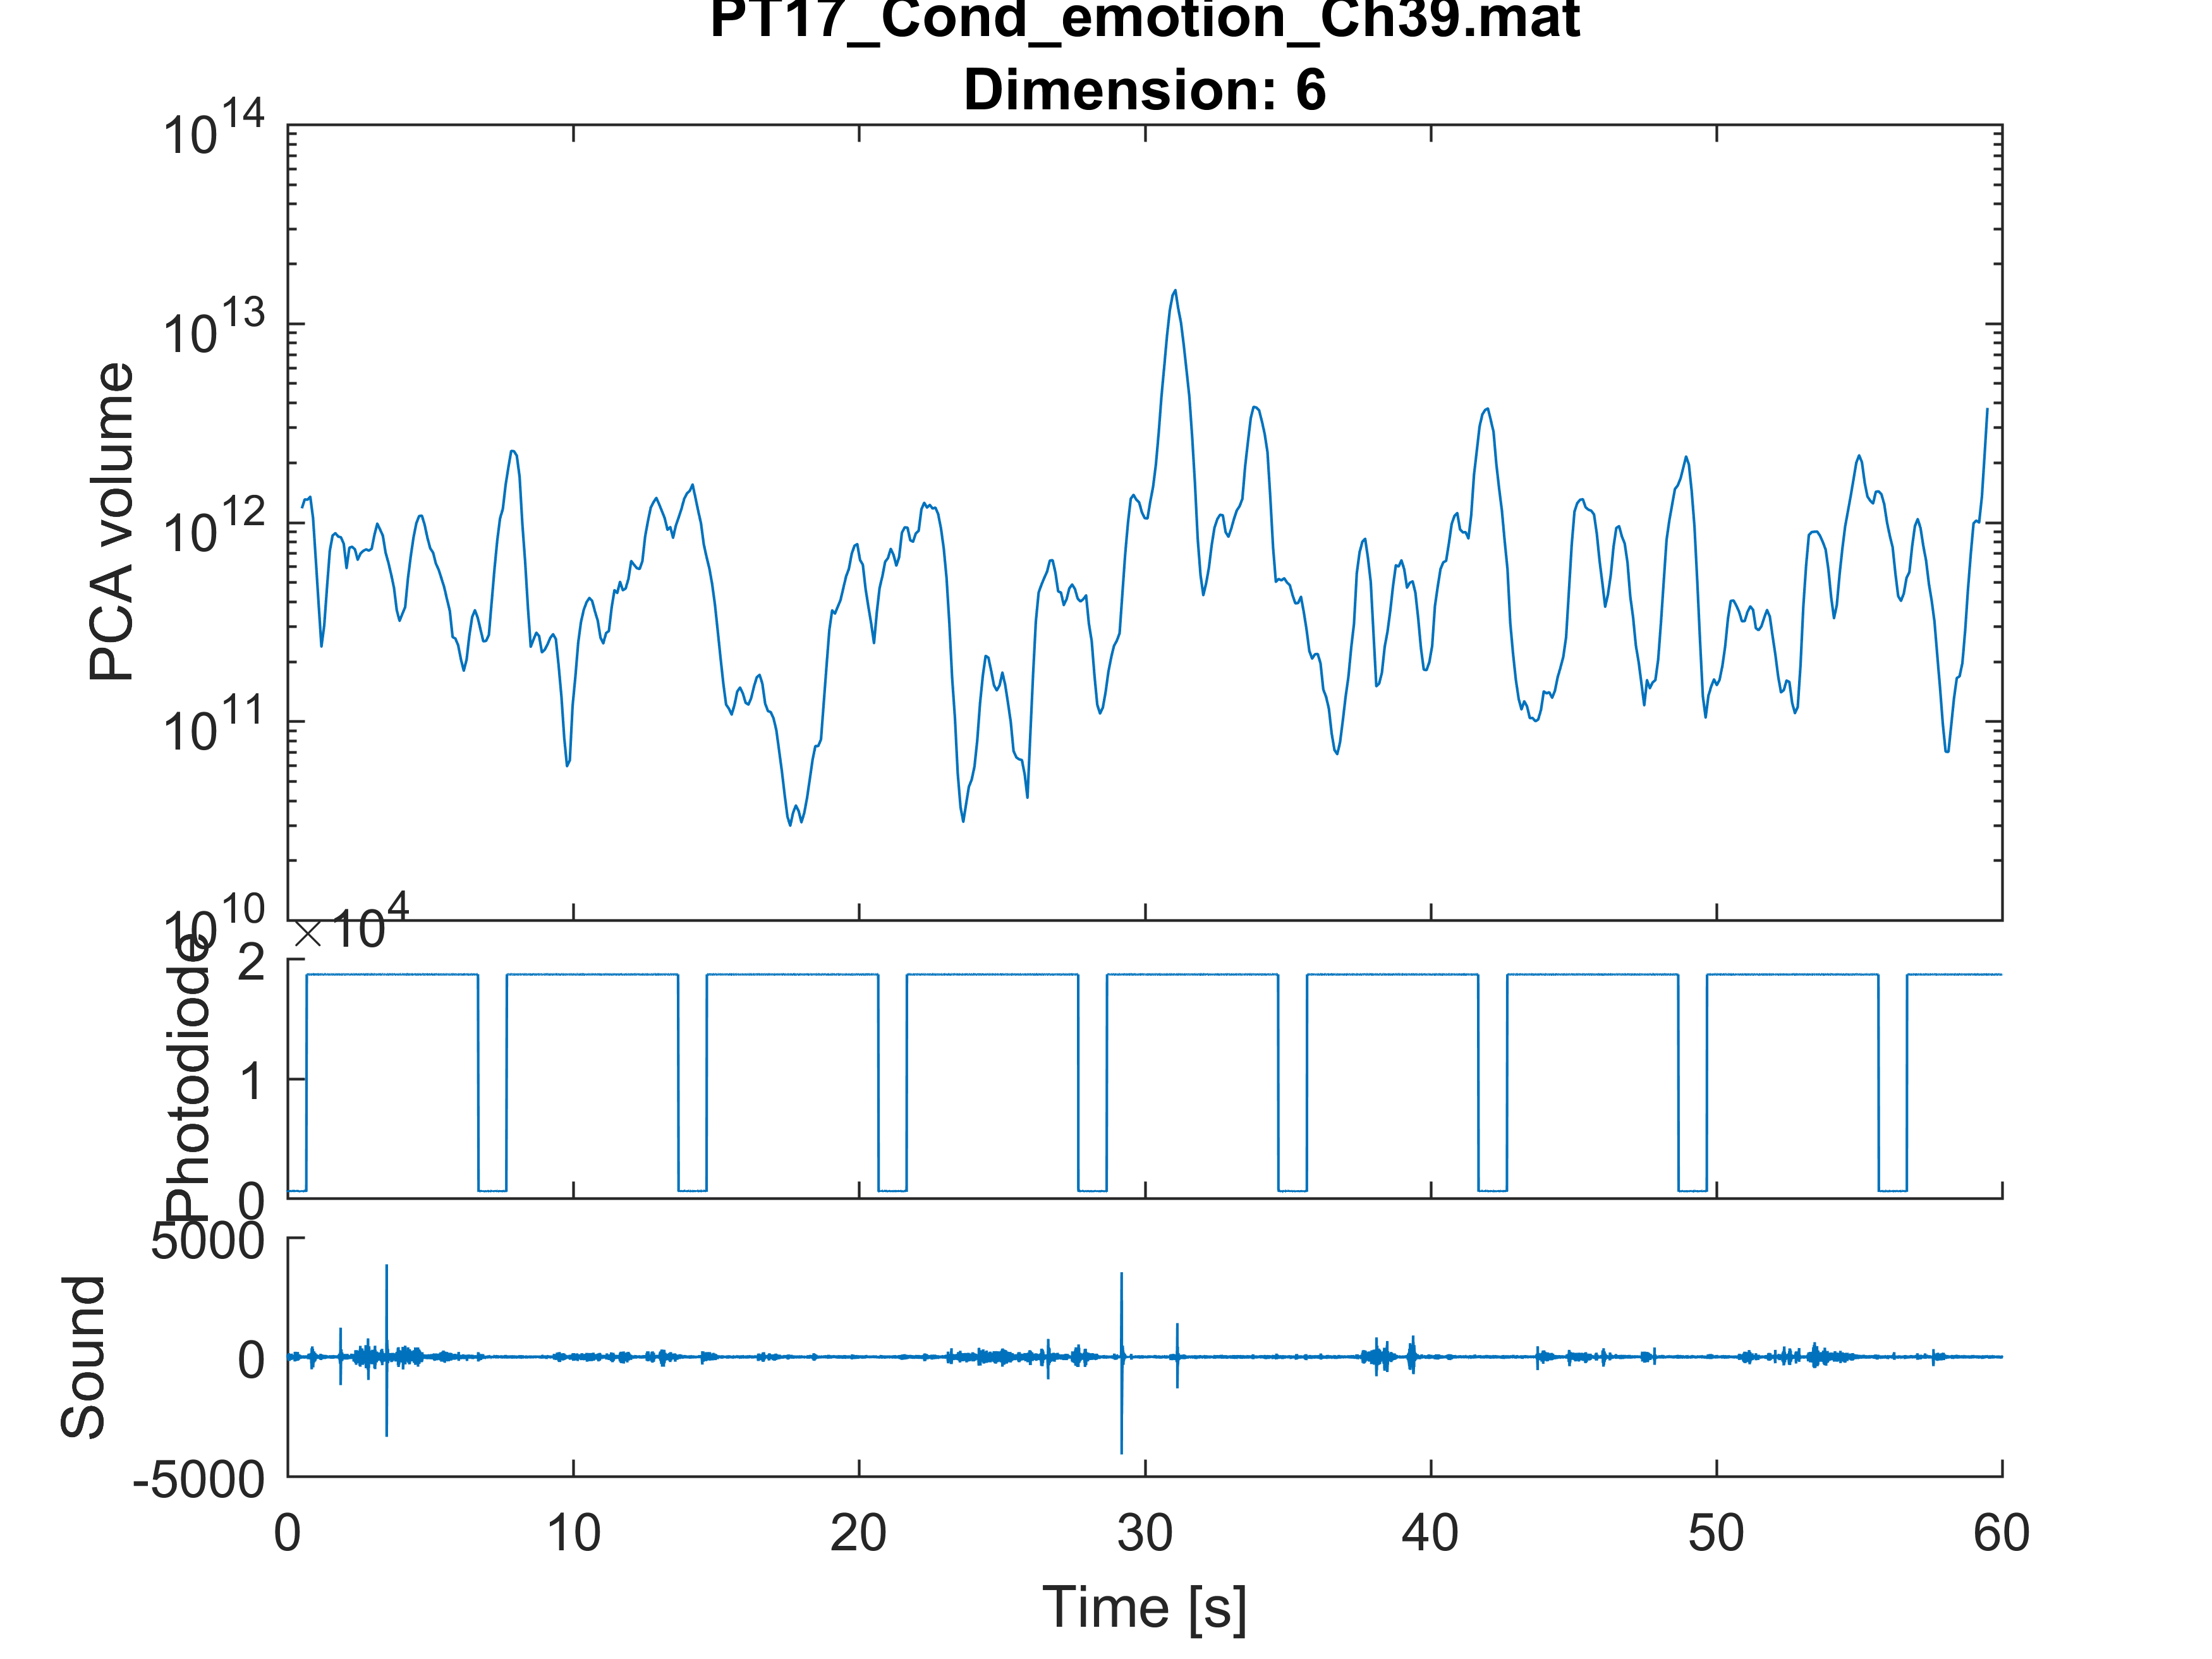 PT17_Cond_emotion_Ch39.mat
Dimension: 6
10^14
10^13
10^12
10^11
10^10
PCA volume
× 10^4
2
1
0
Photodiode
5000
0
-5000
Sound
0 10 20 30 40 50 60
Time [s]